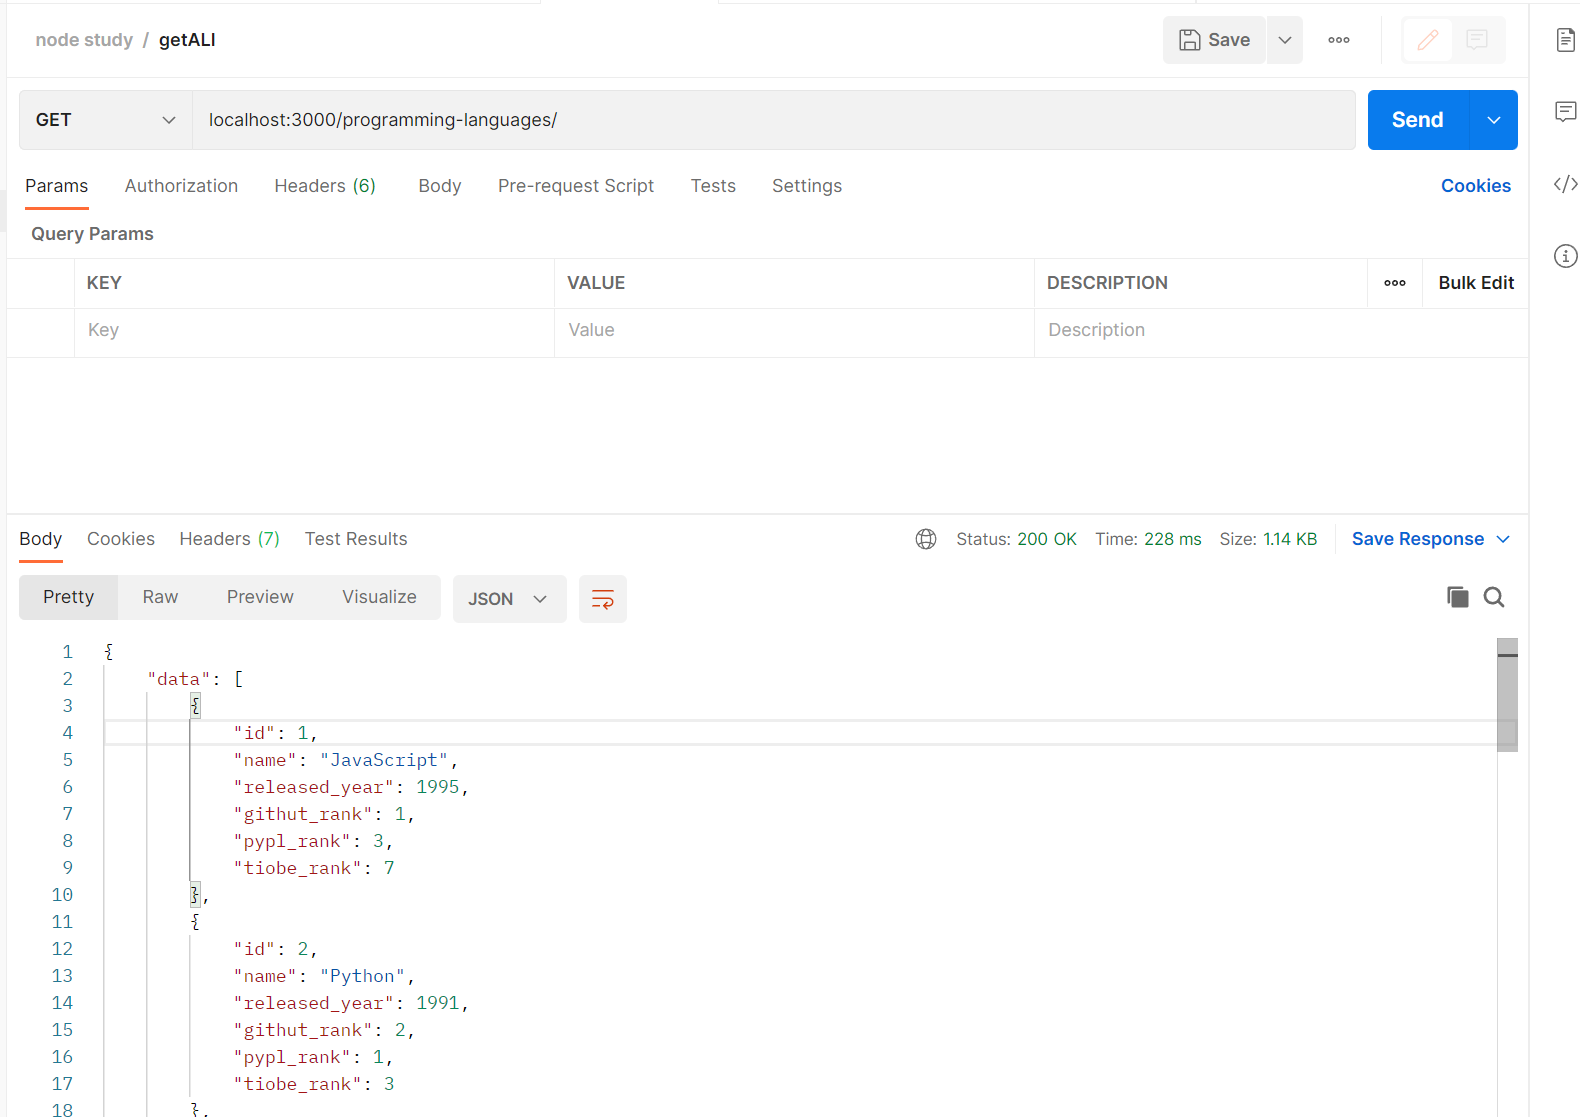 node study / getALI
Save
GET
localhost:3000/programming-languages/
Send
Params Authorization Headers (6) Body Pre-request Script Tests Settings Cookies
Query Params
KEY VALUE DESCRIPTION Bulk Edit
Key Value Description
Body Cookies Headers (7) Test Results Status: 200 OK Time: 228 ms Size: 1.14 KB Save Response
Pretty Raw Preview Visualize JSON
1 {
2 "data": [
3 {
4 "id": 1,
5 "name": "JavaScript",
6 "released_year": 1995,
7 "githut_rank": 1,
8 "pypl_rank": 3,
9 "tiobe_rank": 7
10 },
11 {
12 "id": 2,
13 "name": "Python",
14 "released_year": 1991,
15 "githut_rank": 2,
16 "pypl_rank": 1,
17 "tiobe_rank": 3
18 },